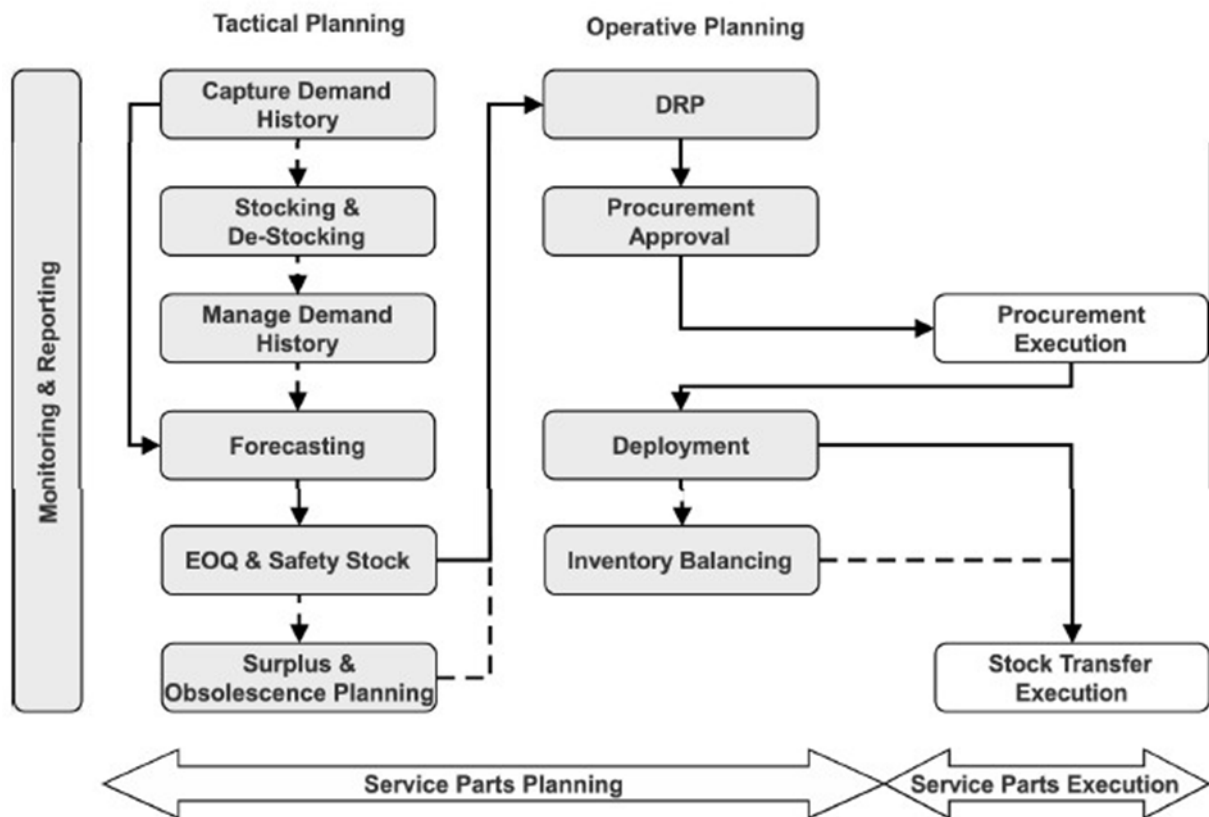 Tactical Planning
Operative Planning
Monitoring & Reporting
Capture Demand
History
Stocking &
De-Stocking
Manage Demand
History
Forecasting
EOQ & Safety Stock
Surplus &
Obsolescence Planning
DRP
Procurement
Approval
Procurement
Execution
Deployment
Inventory Balancing
Stock Transfer
Execution
Service Parts Planning
Service Parts Execution